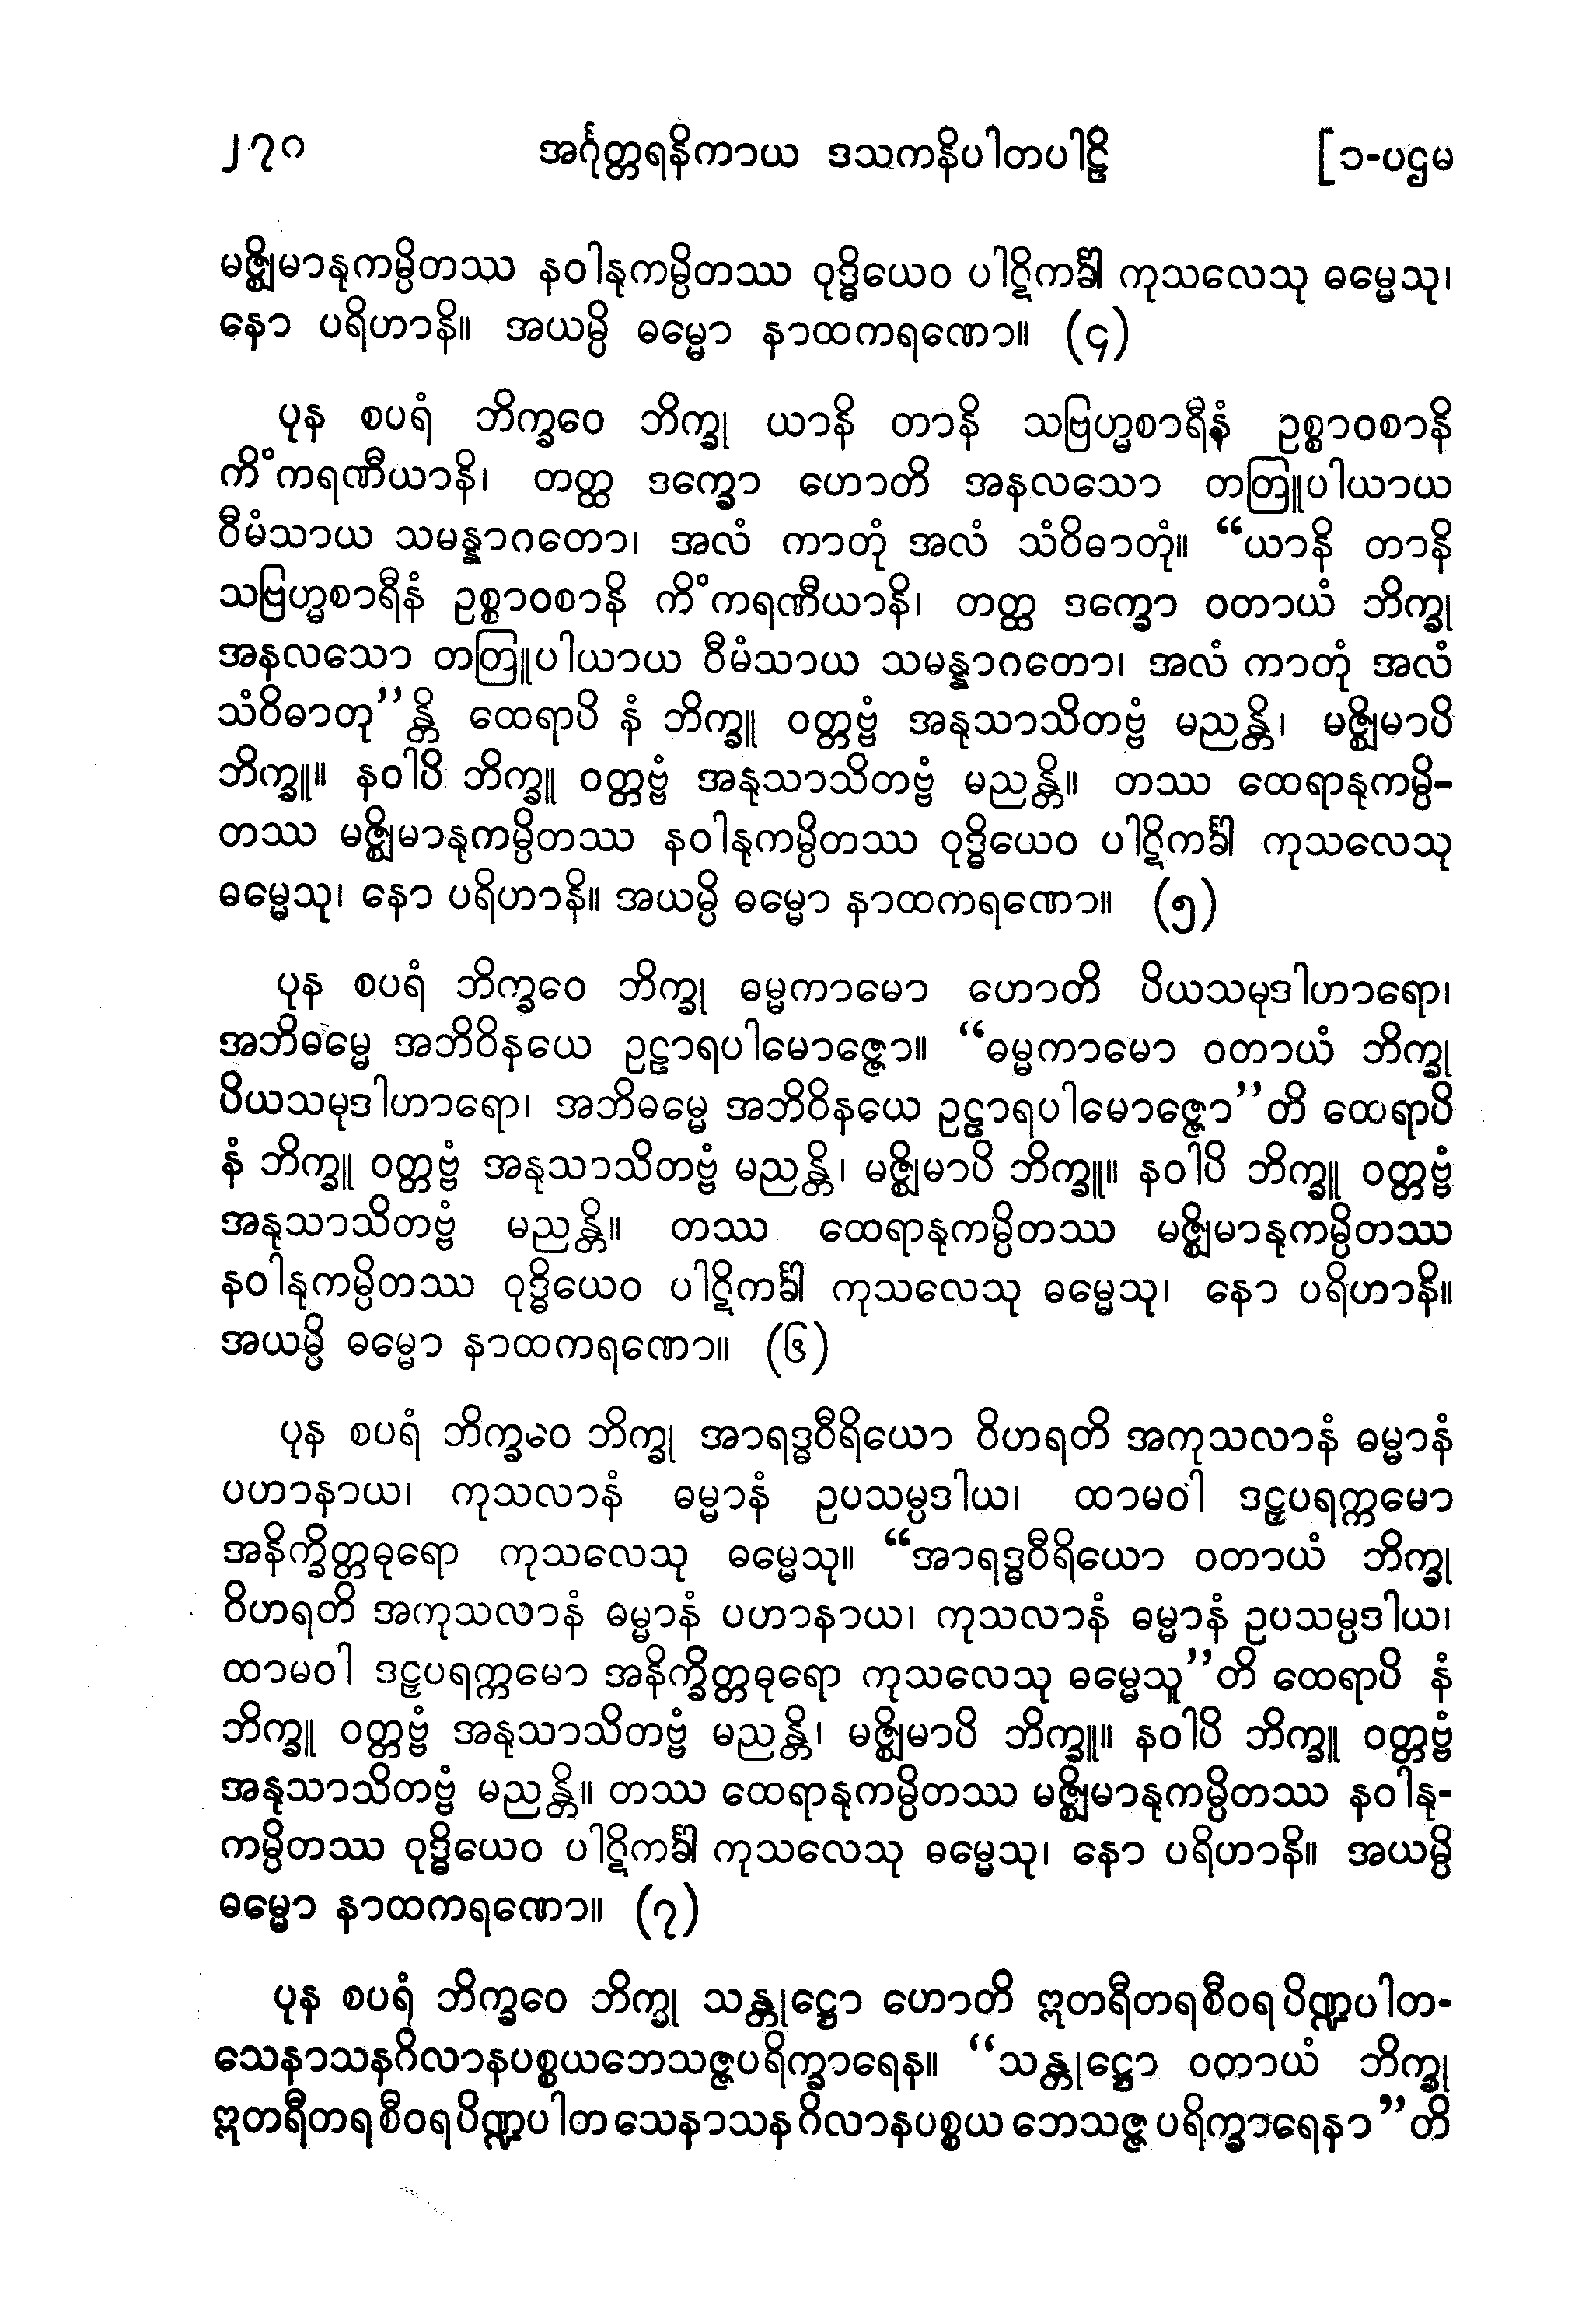 ၂၇၀ အင်္ဂုတ္တရနိကာယ ဒသကနိပါတပါဠိ [၁-ပဌမ
မဇ္ဈိမာနုကမ္ပိတဿ နဝါနုကမ္ပိတဿ ဝုဒ္ဓိယေဝ ပါဋိကင်္ခါ ကုသလေသု ဓမ္မေသု၊
နော ပရိဟာနိ။ အယမ္ပိ ဓမ္မော နာထကရဏော။ (၄)
ပုန စပရံ ဘိက္ခဝေ ဘိက္ခု ယာနိ တာနိ သဗြဟ္မစာရီနံ ဥစ္စာဝစာနိ
ကိံကရဏီယာနိ၊ တတ္ထ ဒက္ခော ဟောတိ အနလသော တတြူပါယာယ
ဝီမံသာယ သမန္နာဂတော၊ အလံ ကာတုံ အလံ သံဝိဓာတုံ။ “ယာနိ တာနိ
သဗြဟ္မစာရီနံ ဥစ္စာဝစာနိ ကိံကရဏီယာနိ၊ တတ္ထ ဒက္ခော ဝတာယံ ဘိက္ခု
အနလသော တတြူပါယာယ ဝီမံသာယ သမန္နာဂတော၊ အလံ ကာတုံ အလံ
သံဝိဓာတု”န္တိ ထေရာပိ နံ ဘိက္ခူ ဝတ္တဗ္ဗံ အနုသာသိတဗ္ဗံ မညန္တိ၊ မဇ္ဈိမာပိ
ဘိက္ခူ။ နဝါပိ ဘိက္ခူ ဝတ္တဗ္ဗံ အနုသာသိတဗ္ဗံ မညန္တိ။ တဿ ထေရာနုကမ္ပိ-
တဿ မဇ္ဈိမာနုကမ္ပိတဿ နဝါနုကမ္ပိတဿ ဝုဒ္ဓိယေဝ ပါဋိကင်္ခါ ကုသလေသု
ဓမ္မေသု၊ နော ပရိဟာနိ။ အယမ္ပိ ဓမ္မော နာထကရဏော။ (၅)
ပုန စပရံ ဘိက္ခဝေ ဘိက္ခု ဓမ္မကာမော ဟောတိ ပိယသမုဒါဟာရော၊
အဘိဓမ္မေ အဘိဝိနယေ ဥဠာရပါမောဇ္ဇော။ “ဓမ္မကာမော ဝတာယံ ဘိက္ခု
ပိယသမုဒါဟာရော၊ အဘိဓမ္မေ အဘိဝိနယေ ဥဠာရပါမောဇ္ဇော”တိ ထေရာပိ
နံ ဘိက္ခူ ဝတ္တဗ္ဗံ အနုသာသိတဗ္ဗံ မညန္တိ၊ မဇ္ဈိမာပိ ဘိက္ခူ။ နဝါပိ ဘိက္ခူ ဝတ္တဗ္ဗံ
အနုသာသိတဗ္ဗံ မညန္တိ။ တဿ ထေရာနုကမ္ပိတဿ မဇ္ဈိမာနုကမ္ပိတဿ
နဝါနုကမ္ပိတဿ ဝုဒ္ဓိယေဝ ပါဋိကင်္ခါ ကုသလေသု ဓမ္မေသု၊ နော ပရိဟာနိ။
အယမ္ပိ ဓမ္မော နာထကရဏော။ (၆)
ပုန စပရံ ဘိက္ခဝေ ဘိက္ခု အာရဒ္ဓဝီရိယော ဝိဟရတိ အကုသလာနံ ဓမ္မာနံ
ပဟာနာယ၊ ကုသလာနံ ဓမ္မာနံ ဥပသမ္ပဒါယ၊ ထာမဝါ ဒဠှပရက္ကမော
အနိက္ခိတ္တဓုရော ကုသလေသု ဓမ္မေသု။ “အာရဒ္ဓဝီရိယော ဝတာယံ ဘိက္ခု
ဝိဟရတိ အကုသလာနံ ဓမ္မာနံ ပဟာနာယ၊ ကုသလာနံ ဓမ္မာနံ ဥပသမ္ပဒါယ၊
ထာမဝါ ဒဠှပရက္ကမော အနိက္ခိတ္တဓုရော ကုသလေသု ဓမ္မေသူ”တိ ထေရာပိ နံ
ဘိက္ခူ ဝတ္တဗ္ဗံ အနုသာသိတဗ္ဗံ မညန္တိ၊ မဇ္ဈိမာပိ ဘိက္ခူ။ နဝါပိ ဘိက္ခူ ဝတ္တဗ္ဗံ
အနုသာသိတဗ္ဗံ မညန္တိ။ တဿ ထေရာနုကမ္ပိတဿ မဇ္ဈိမာနုကမ္ပိတဿ နဝါနု-
ကမ္ပိတဿ ဝုဒ္ဓိယေဝ ပါဋိကင်္ခါ ကုသလေသု ဓမ္မေသု၊ နော ပရိဟာနိ။ အယမ္ပိ
ဓမ္မော နာထကရဏော။ (၇)
ပုန စပရံ ဘိက္ခဝေ ဘိက္ခု သန္တုဋ္ဌော ဟောတိ ဣတရီတရစီဝရပိဏ္ဍပါတ-
သေနာသနဂိလာနပစ္စယဘေသဇ္ဇပရိက္ခာရေန။ “သန္တုဋ္ဌော ဝတာယံ ဘိက္ခု
ဣတရီတရစီဝရပိဏ္ဍပါတသေနာသနဂိလာနပစ္စယဘေသဇ္ဇပရိက္ခာရေနာ”တိ